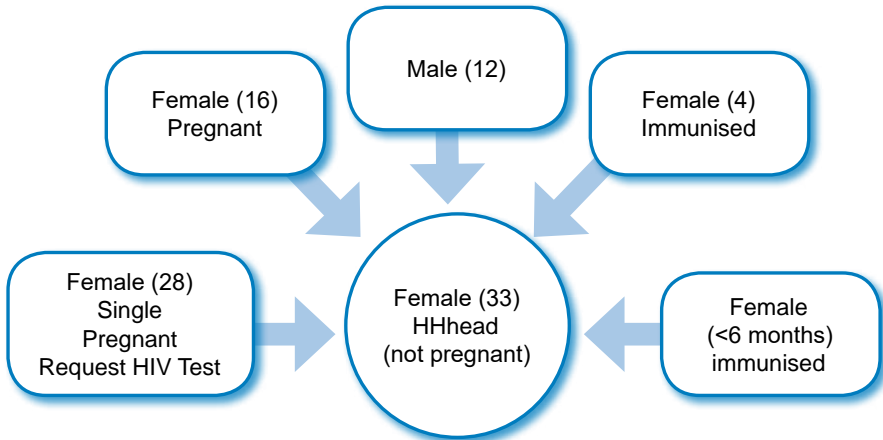 Male (12)
Female (16)
Pregnant
Female (4)
Immunised
Female (28)
Single
Pregnant
Request HIV Test
Female (33)
HHhead
(not pregnant)
Female
(<6 months)
immunised